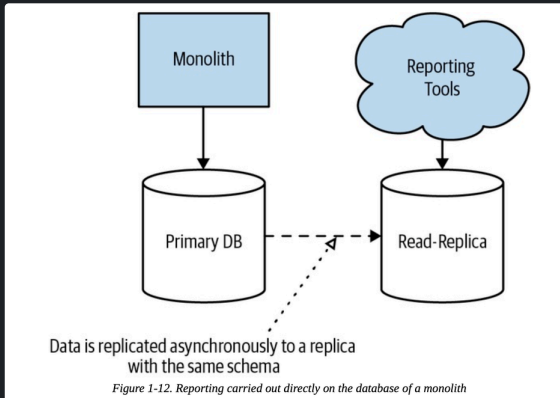 Monolith
Reporting
Tools
Primary DB
Read-Replica
Data is replicated asynchronously to a replica
with the same schema
Figure 1-12. Reporting carried out directly on the database of a monolith